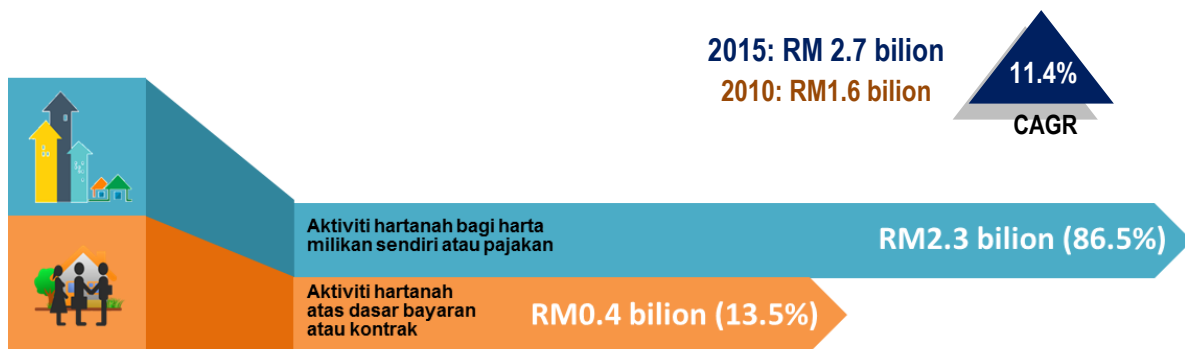 2015: RM 2.7 bilion
2010: RM1.6 bilion
11.4%
CAGR
Aktiviti hartanah bagi harta
milikan sendiri atau pajakan
RM2.3 bilion (86.5%)
Aktiviti hartanah
atas dasar bayaran
atau kontrak
RM0.4 bilion (13.5%)